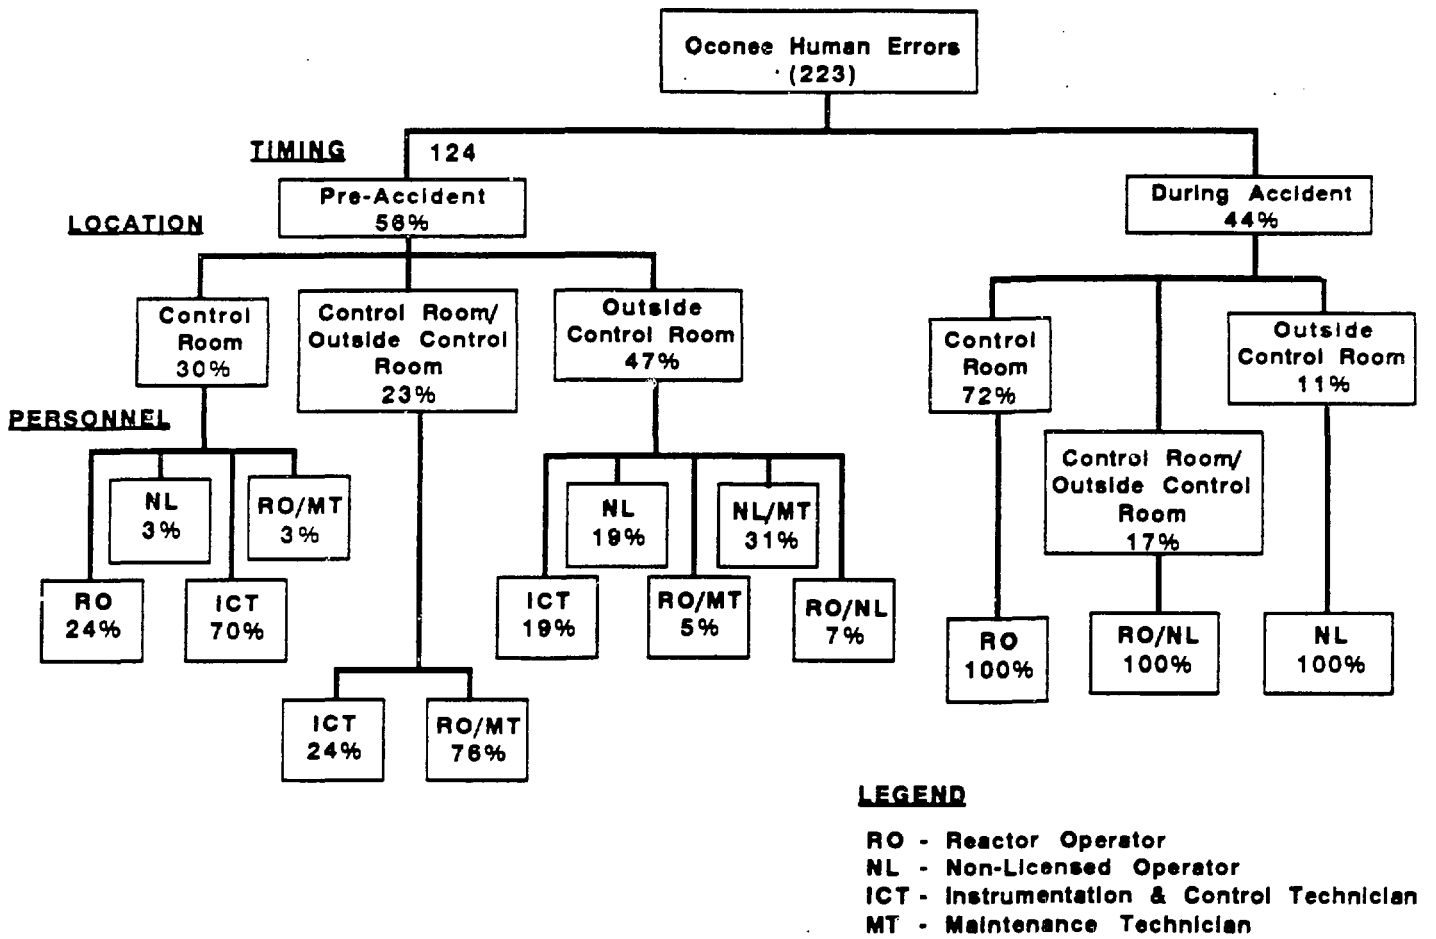 Oconee Human Errors
(223)
TIMING
124
Pre-Accident
56%
During Accident
44%
LOCATION
Control
Room
30%
Control Room/
Outside Control
Room
23%
Outside
Control Room
47%
Control
Room
72%
Outside
Control Room
11%
Control Room/
Outside Control
Room
17%
PERSONNEL
NL
3%
RO/MT
3%
RO
24%
ICT
70%
NL
19%
NL/MT
31%
ICT
19%
RO/MT
5%
RO/NL
7%
RO
100%
RO/NL
100%
NL
100%
ICT
24%
RO/MT
76%
LEGEND
RO - Reactor Operator
NL - Non-Licensed Operator
ICT - Instrumentation & Control Technician
MT - Maintenance Technician